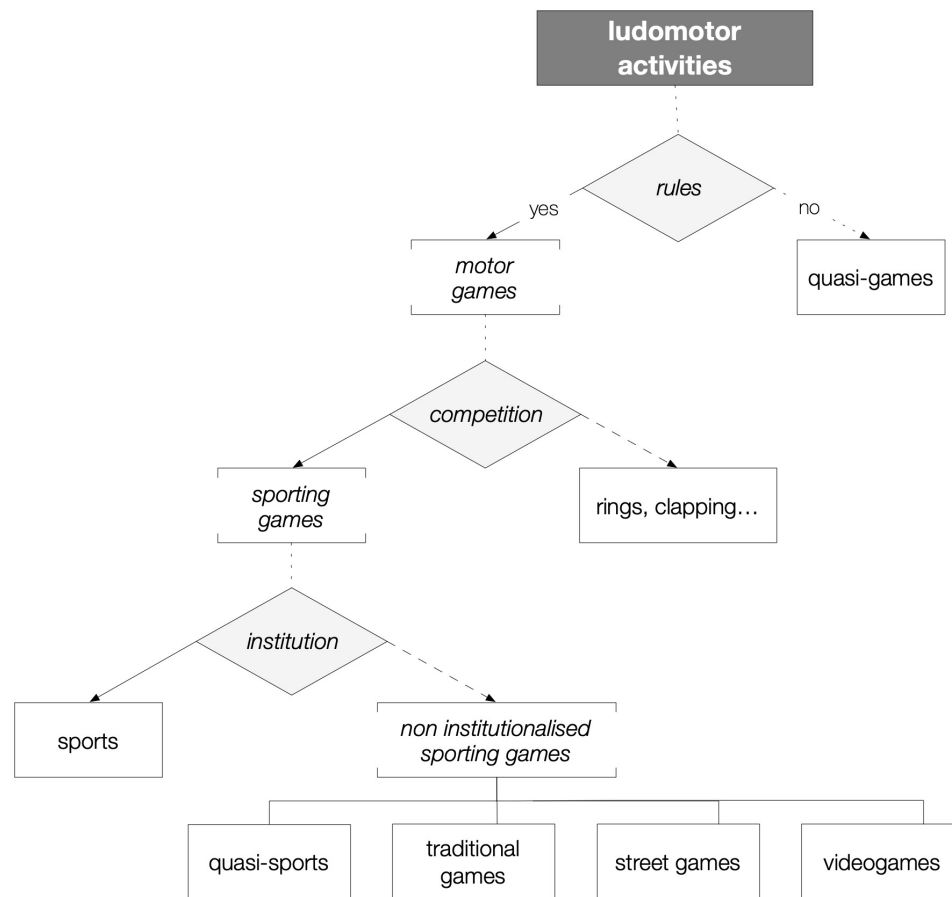 ludomotor
activities
rules
yes
no
motor
games
quasi-games
competition
sporting
games
rings, clapping…
institution
sports
non institutionalised
sporting games
quasi-sports
traditional
games
street games
videogames